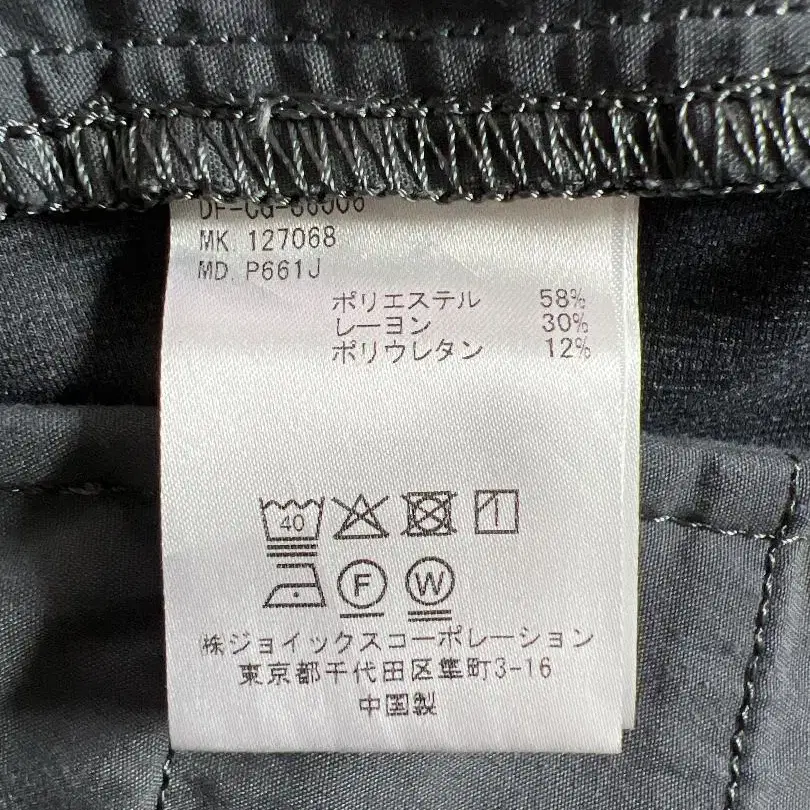 MK. 127068
MD. P661J
ポリエステル 58%
レーヨン 30%
ポリウレタン 12%
40
F W
㈱ジョイックスコーポレーション
東京都千代田区隼町3-16
中国製